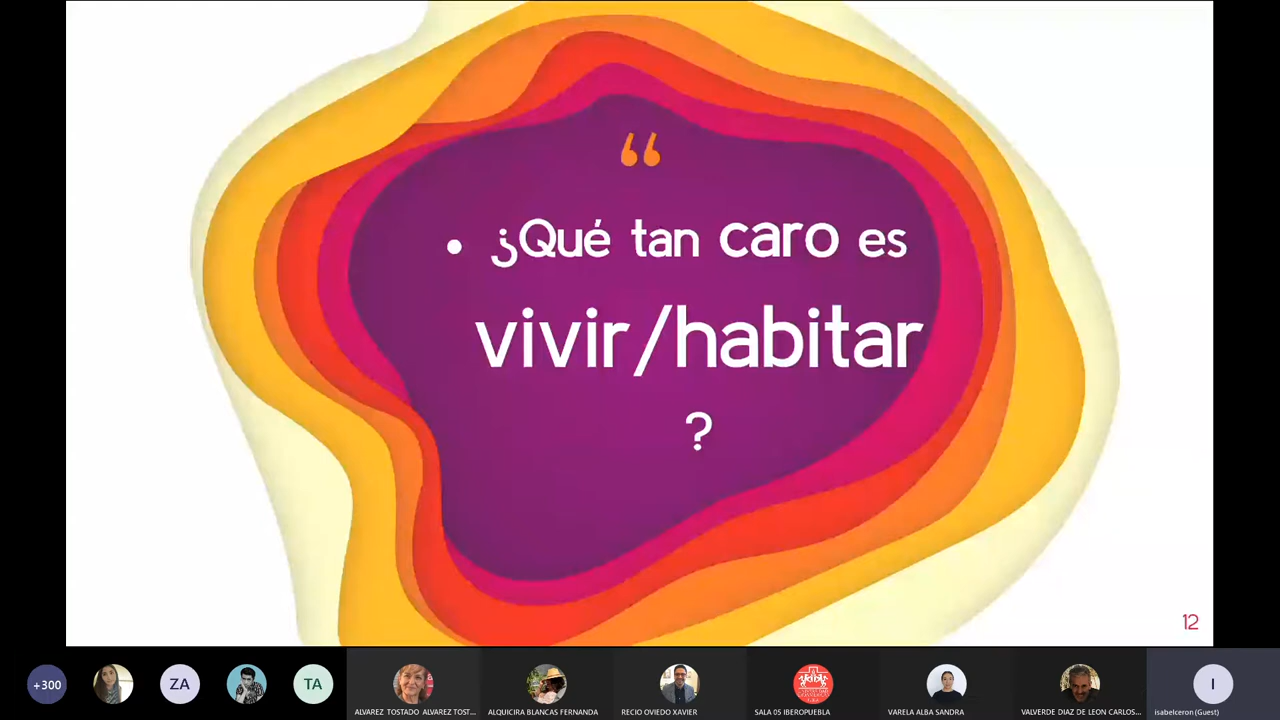 “
• ¿Qué tan caro es
vivir/habitar
?
12
+300
ZA
TA
I
ALVAREZ TOSTADO ALVAREZ TOST...
ALQUICIRA BLANCAS FERNANDA
RECIO OVIEDO XAVIER
SALA 05 IBEROPUEBLA
VARELA ALBA SANDRA
VALVERDE DIAZ DE LEON CARLOS...
isabelceron (Guest)